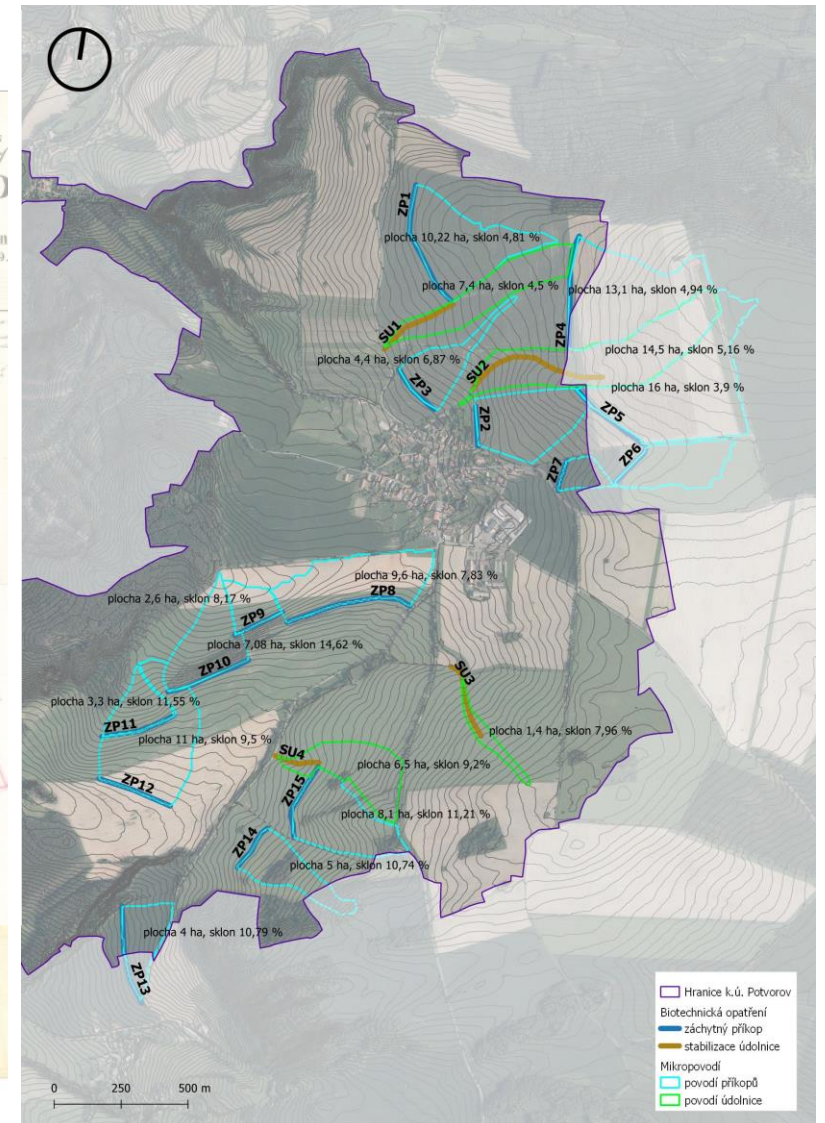 ZP1
plocha 10,22 ha, sklon 4,81 %
plocha 7,4 ha, sklon 4,5 %
plocha 13,1 ha, sklon 4,94 %
SU1
ZP4
plocha 4,4 ha, sklon 6,87 %
plocha 14,5 ha, sklon 5,16 %
SU2
ZP3
plocha 16 ha, sklon 3,9 %
ZP2
ZP5
ZP7
ZP6
plocha 9,6 ha, sklon 7,83 %
plocha 2,6 ha, sklon 8,17 %
ZP8
ZP9
plocha 7,08 ha, sklon 14,62 %
ZP10
SU3
plocha 3,3 ha, sklon 11,55 %
ZP11
plocha 1,4 ha, sklon 7,96 %
plocha 11 ha, sklon 9,5 %
SU4
plocha 6,5 ha, sklon 9,2%
ZP12
ZP15
plocha 8,1 ha, sklon 11,21 %
ZP14
plocha 5 ha, sklon 10,74 %
plocha 4 ha, sklon 10,79 %
ZP13
Hranice k.ú. Potvorov
Biotechnická opatření
záchytný příkop
stabilizace údolnice
Mikropovodí
povodí příkopů
povodí údolnice
0 250 500 m